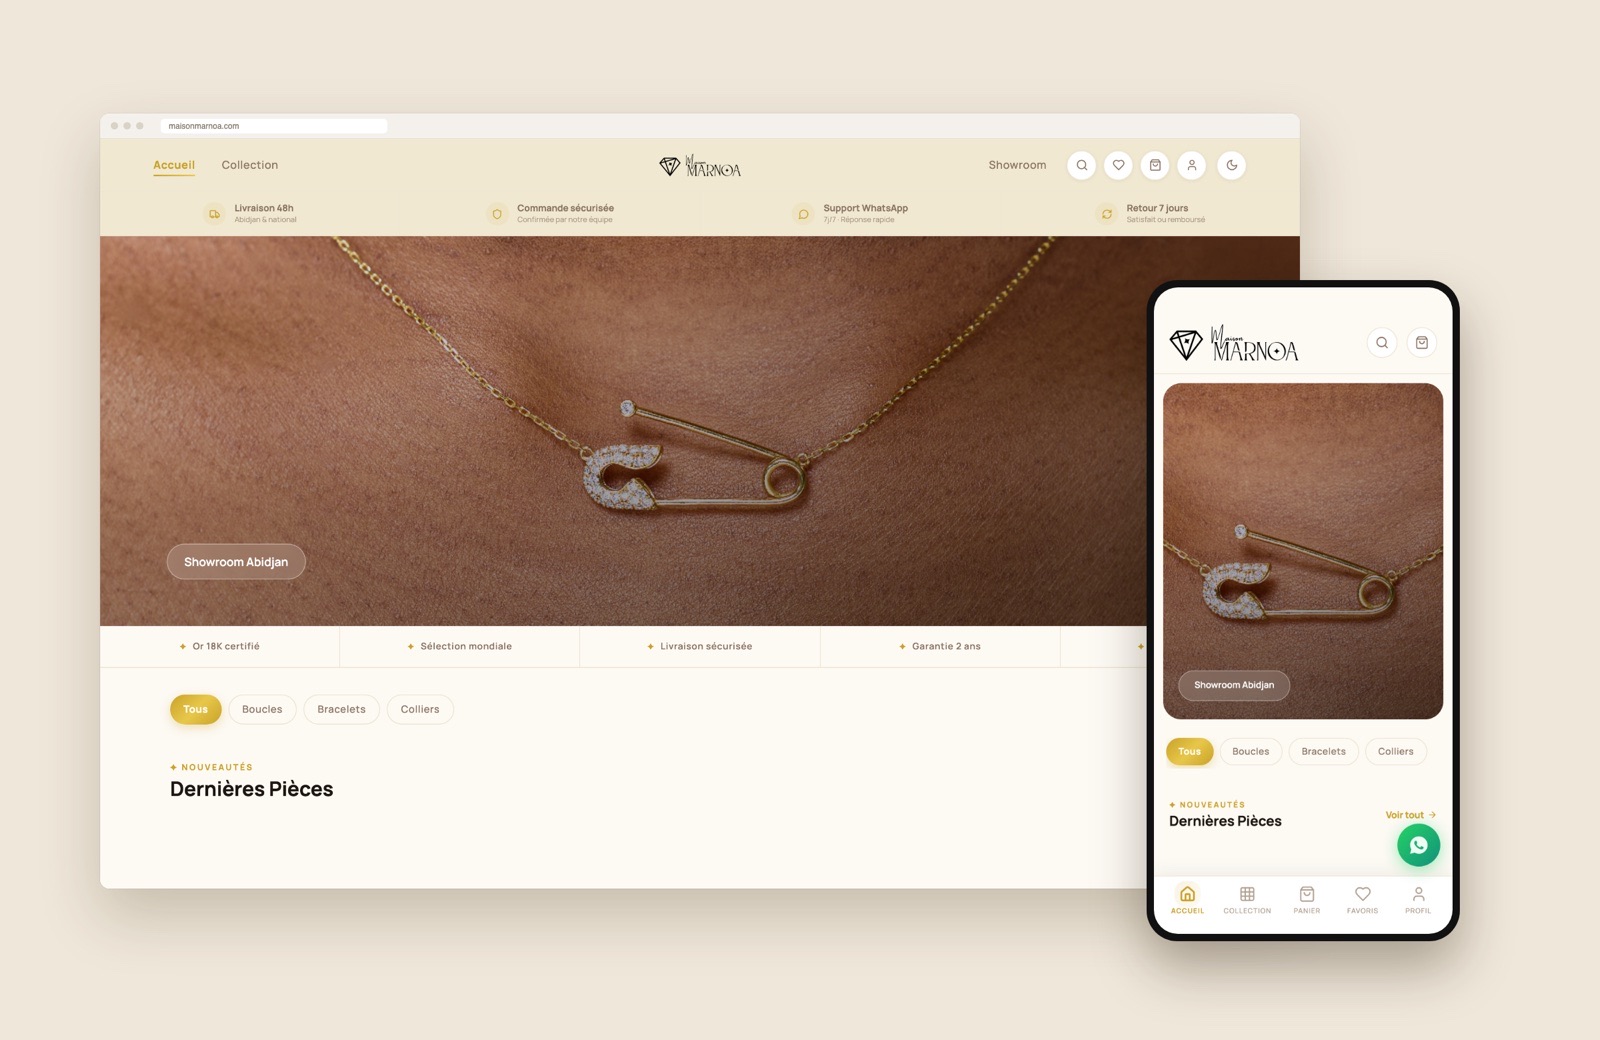 maisonmarnoa.com
Accueil
Collection
Maison
MARNOA
Showroom
Livraison 48h
Abidjan & national
Commande sécurisée
Confirmée par notre équipe
Support WhatsApp
7j/7 · Réponse rapide
Retour 7 jours
Satisfait ou remboursé
Showroom Abidjan
Or 18K certifié
Sélection mondiale
Livraison sécurisée
Garantie 2 ans
Tous
Boucles
Bracelets
Colliers
NOUVEAUTÉS
Dernières Pièces
Maison
MARNOA
Showroom Abidjan
Tous
Boucles
Bracelets
Colliers
NOUVEAUTÉS
Dernières Pièces
Voir tout →
ACCUEIL
COLLECTION
PANIER
FAVORIS
PROFIL